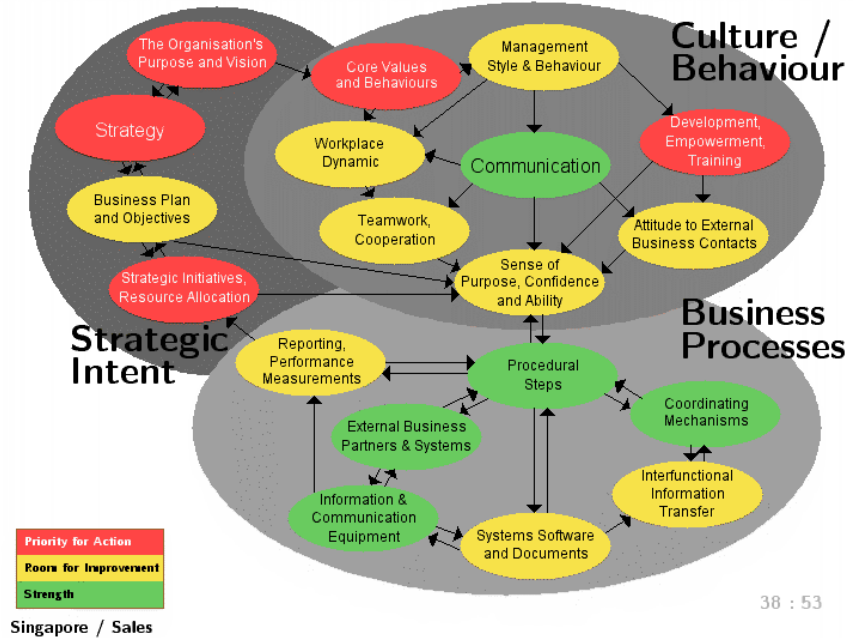 Culture /
Behaviour
The Organisation's
Purpose and Vision
Core Values
and Behaviours
Management
Style & Behaviour
Strategy
Workplace
Dynamic
Communication
Development,
Empowerment,
Training
Business Plan
and Objectives
Teamwork,
Cooperation
Attitude to External
Business Contacts
Strategic Initiatives,
Resource Allocation
Sense of
Purpose, Confidence
and Ability
Strategic
Intent
Business
Processes
Reporting,
Performance
Measurements
Procedural
Steps
External Business
Partners & Systems
Coordinating
Mechanisms
Information &
Communication
Equipment
Systems Software
and Documents
Interfunctional
Information
Transfer
Priority for Action
Room for Improvement
Strength
Singapore / Sales
38 : 53